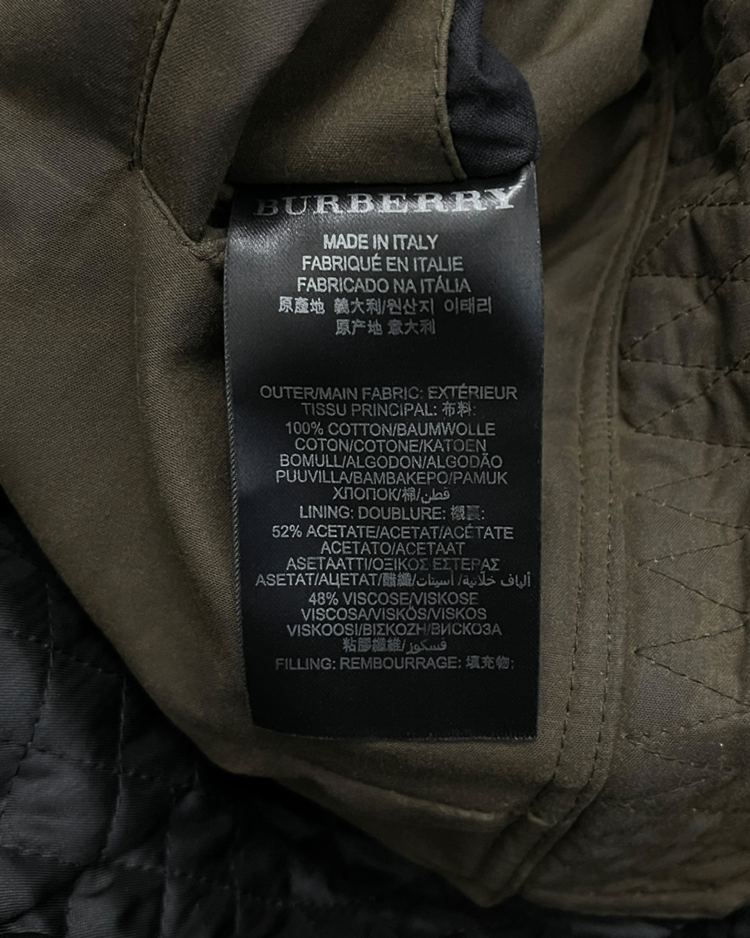 BURBERRY
MADE IN ITALY
FABRIQUÉ EN ITALIE
FABRICADO NA ITÁLIA
原產地 義大利/원산지 이태리
原产地 意大利
OUTER/MAIN FABRIC: EXTÉRIEUR
TISSU PRINCIPAL: 布料:
100% COTTON/BAUMWOLLE
COTON/COTONE/KATOEN
BOMULL/ALGODON/ALGODÃO
PUUVILLA/BAMBAKEPO/PAMUK
ХЛОПОК/棉/قطن
LINING: DOUBLURE: 襯裏:
52% ACETATE/ACETAT/ACÉTATE
ACETATO/ACETAAT
ASETAATTI/ΟΞΙΚΟΣ ΕΣΤΕΡΑΣ
ASETAT/АЦЕТАТ/醋纖/أسيتات/ ألياف خلانية
48% VISCOSE/VISKOSE
VISCOSA/VISKÓS/VISKOS
VISKOOSI/ΒΙΣΚΟΖΗ/ВИСКОЗА
粘膠纖維/فسكوز
FILLING: REMBOURRAGE: 填充物: